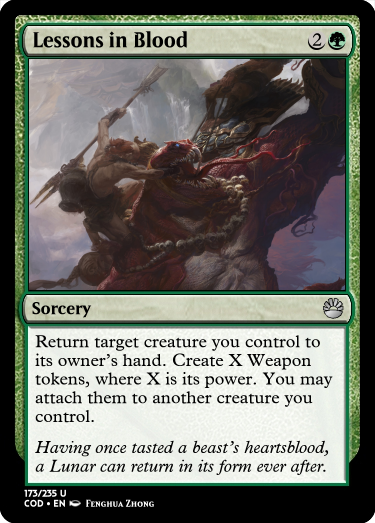 Lessons in Blood 2
Sorcery
Return target creature you control to
its owner's hand. Create X Weapon
tokens, where X is its power. You may
attach them to another creature you
control.
Having once tasted a beast's heartsblood,
a Lunar can return in its form ever after.
173/235 U
COD • EN Fenghua Zhong